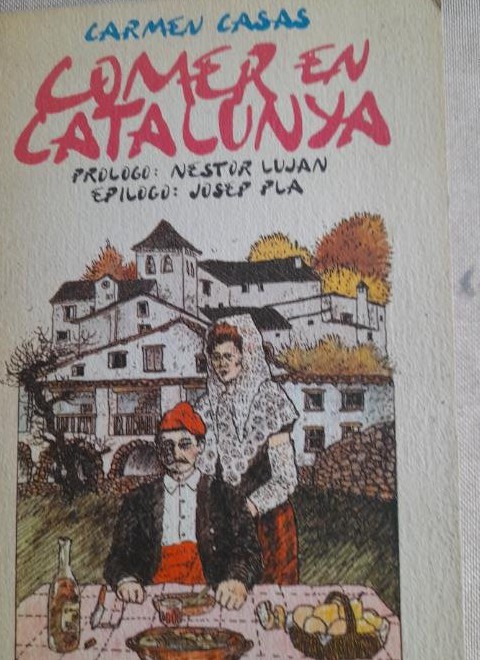 CARMEN CASAS
COMER EN
CATALUNYA
PROLOGO: NESTOR LUJAN
EPILOGO: JOSEP PLA